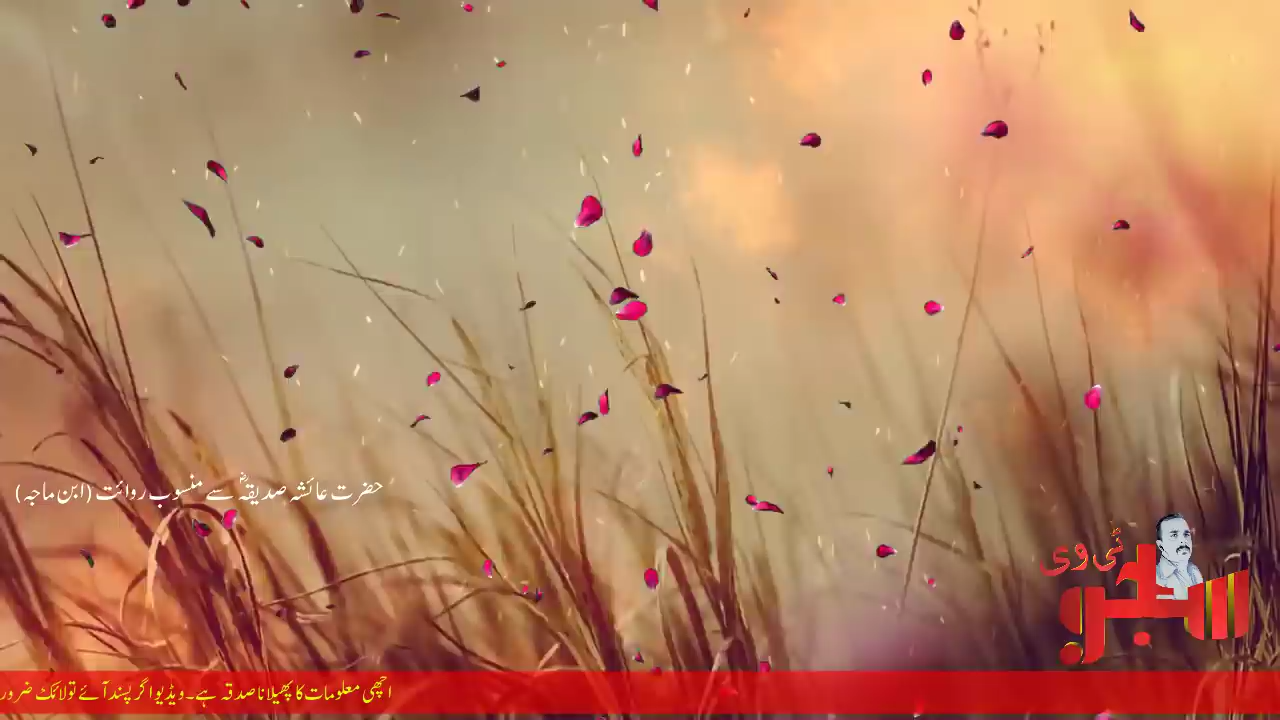 حضرت عائشہ صدیقہؓ سے منسوب روائت (ابن ماجہ)
ٹی وی
اچھی معلومات کا پھیلانا صدقہ ہے۔ ویڈیو اگر پسند آئے تو لائک ضرور